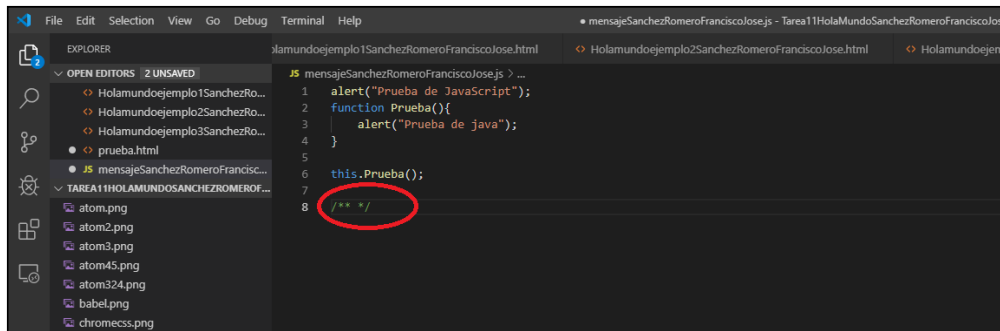 File Edit Selection View Go Debug Terminal Help
● mensajeSanchezRomeroFranciscoJose.js - Tarea11HolaMundoSanchezRomeroFranciscoJos
EXPLORER
olamundoejemplo1SanchezRomeroFranciscoJose.html
<> Holamundoejemplo2SanchezRomeroFranciscoJose.html
<> Holamundoejem
OPEN EDITORS 2 UNSAVED
<> Holamundoejemplo1SanchezRo...
<> Holamundoejemplo2SanchezRo...
<> Holamundoejemplo3SanchezRo...
● <> prueba.html
● JS mensajeSanchezRomeroFrancisc...
TAREA11HOLAMUNDOSANCHEZROMEROF...
atom.png
atom2.png
atom3.png
atom45.png
atom324.png
babel.png
chromecss.png
2
JS mensajeSanchezRomeroFranciscoJose.js > ...
1 alert("Prueba de JavaScript");
2 function Prueba(){
3 alert("Prueba de java");
4 }
5
6 this.Prueba();
7
8 /** */